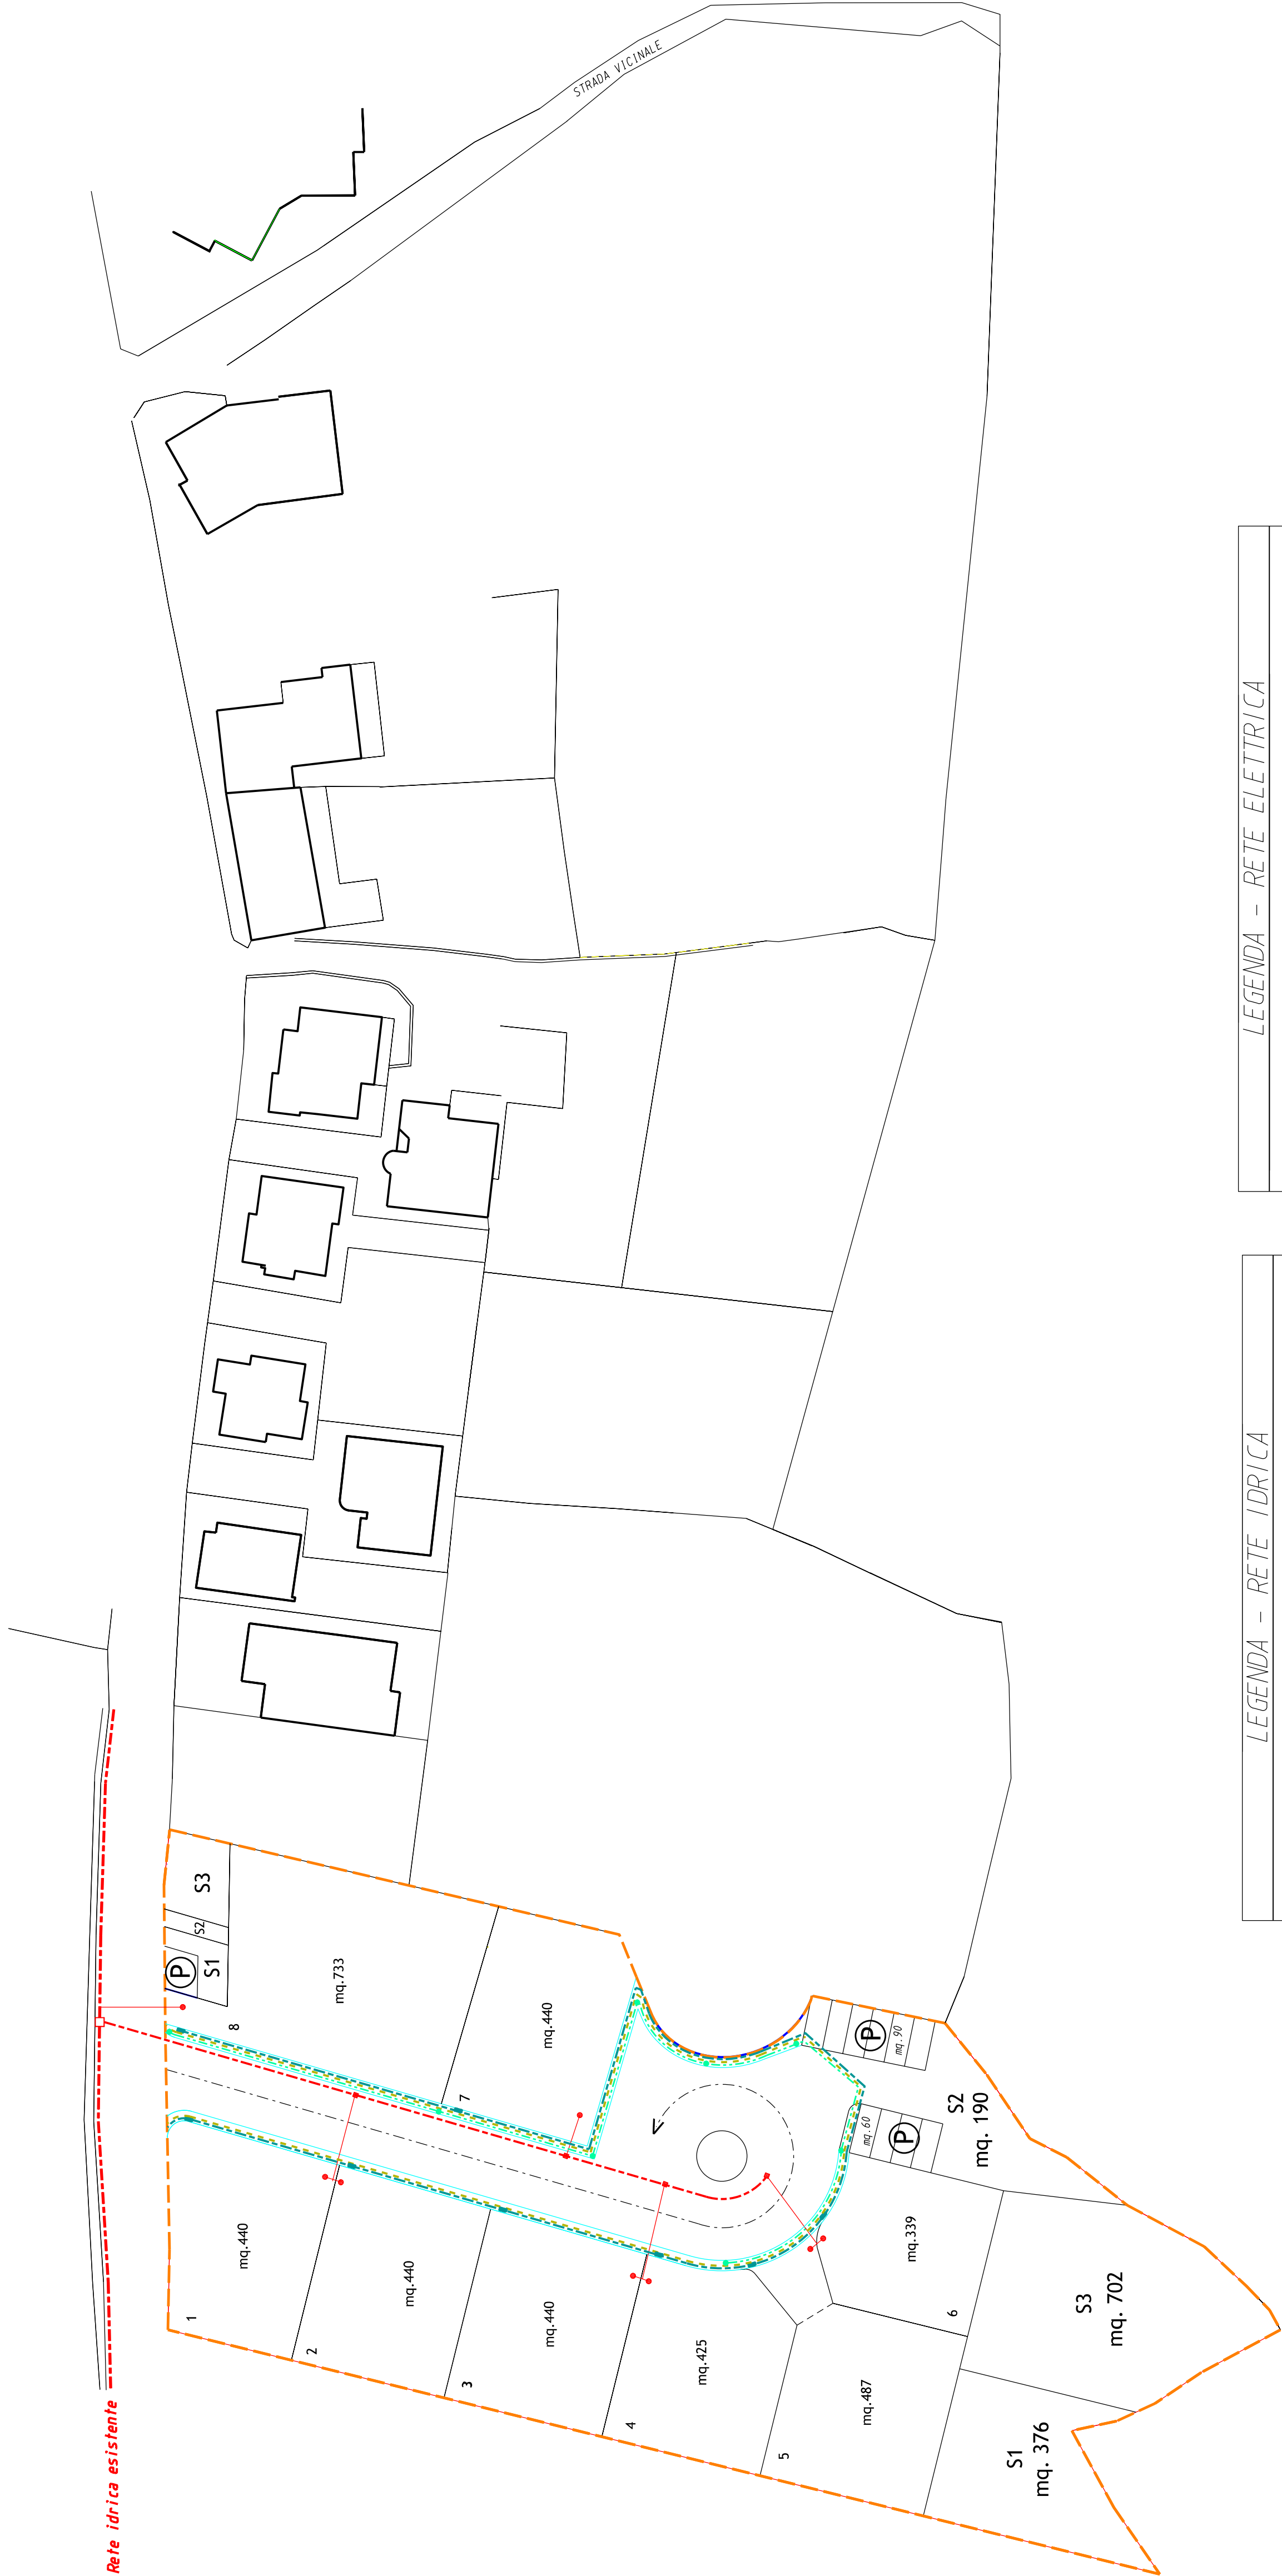 STRADA VICINALE
LEGENDA - RETE ELETTRICA
LEGENDA - RETE IDRICA
Rete idrica esistente
S3
S2
S1
P
8
mq.733
7
mq.440
1
mq.440
2
mq.440
3
mq.440
4
mq.425
5
mq.487
6
mq.339
P
mq.90
P
mq.60
S2
mq. 190
S3
mq. 702
S1
mq. 376